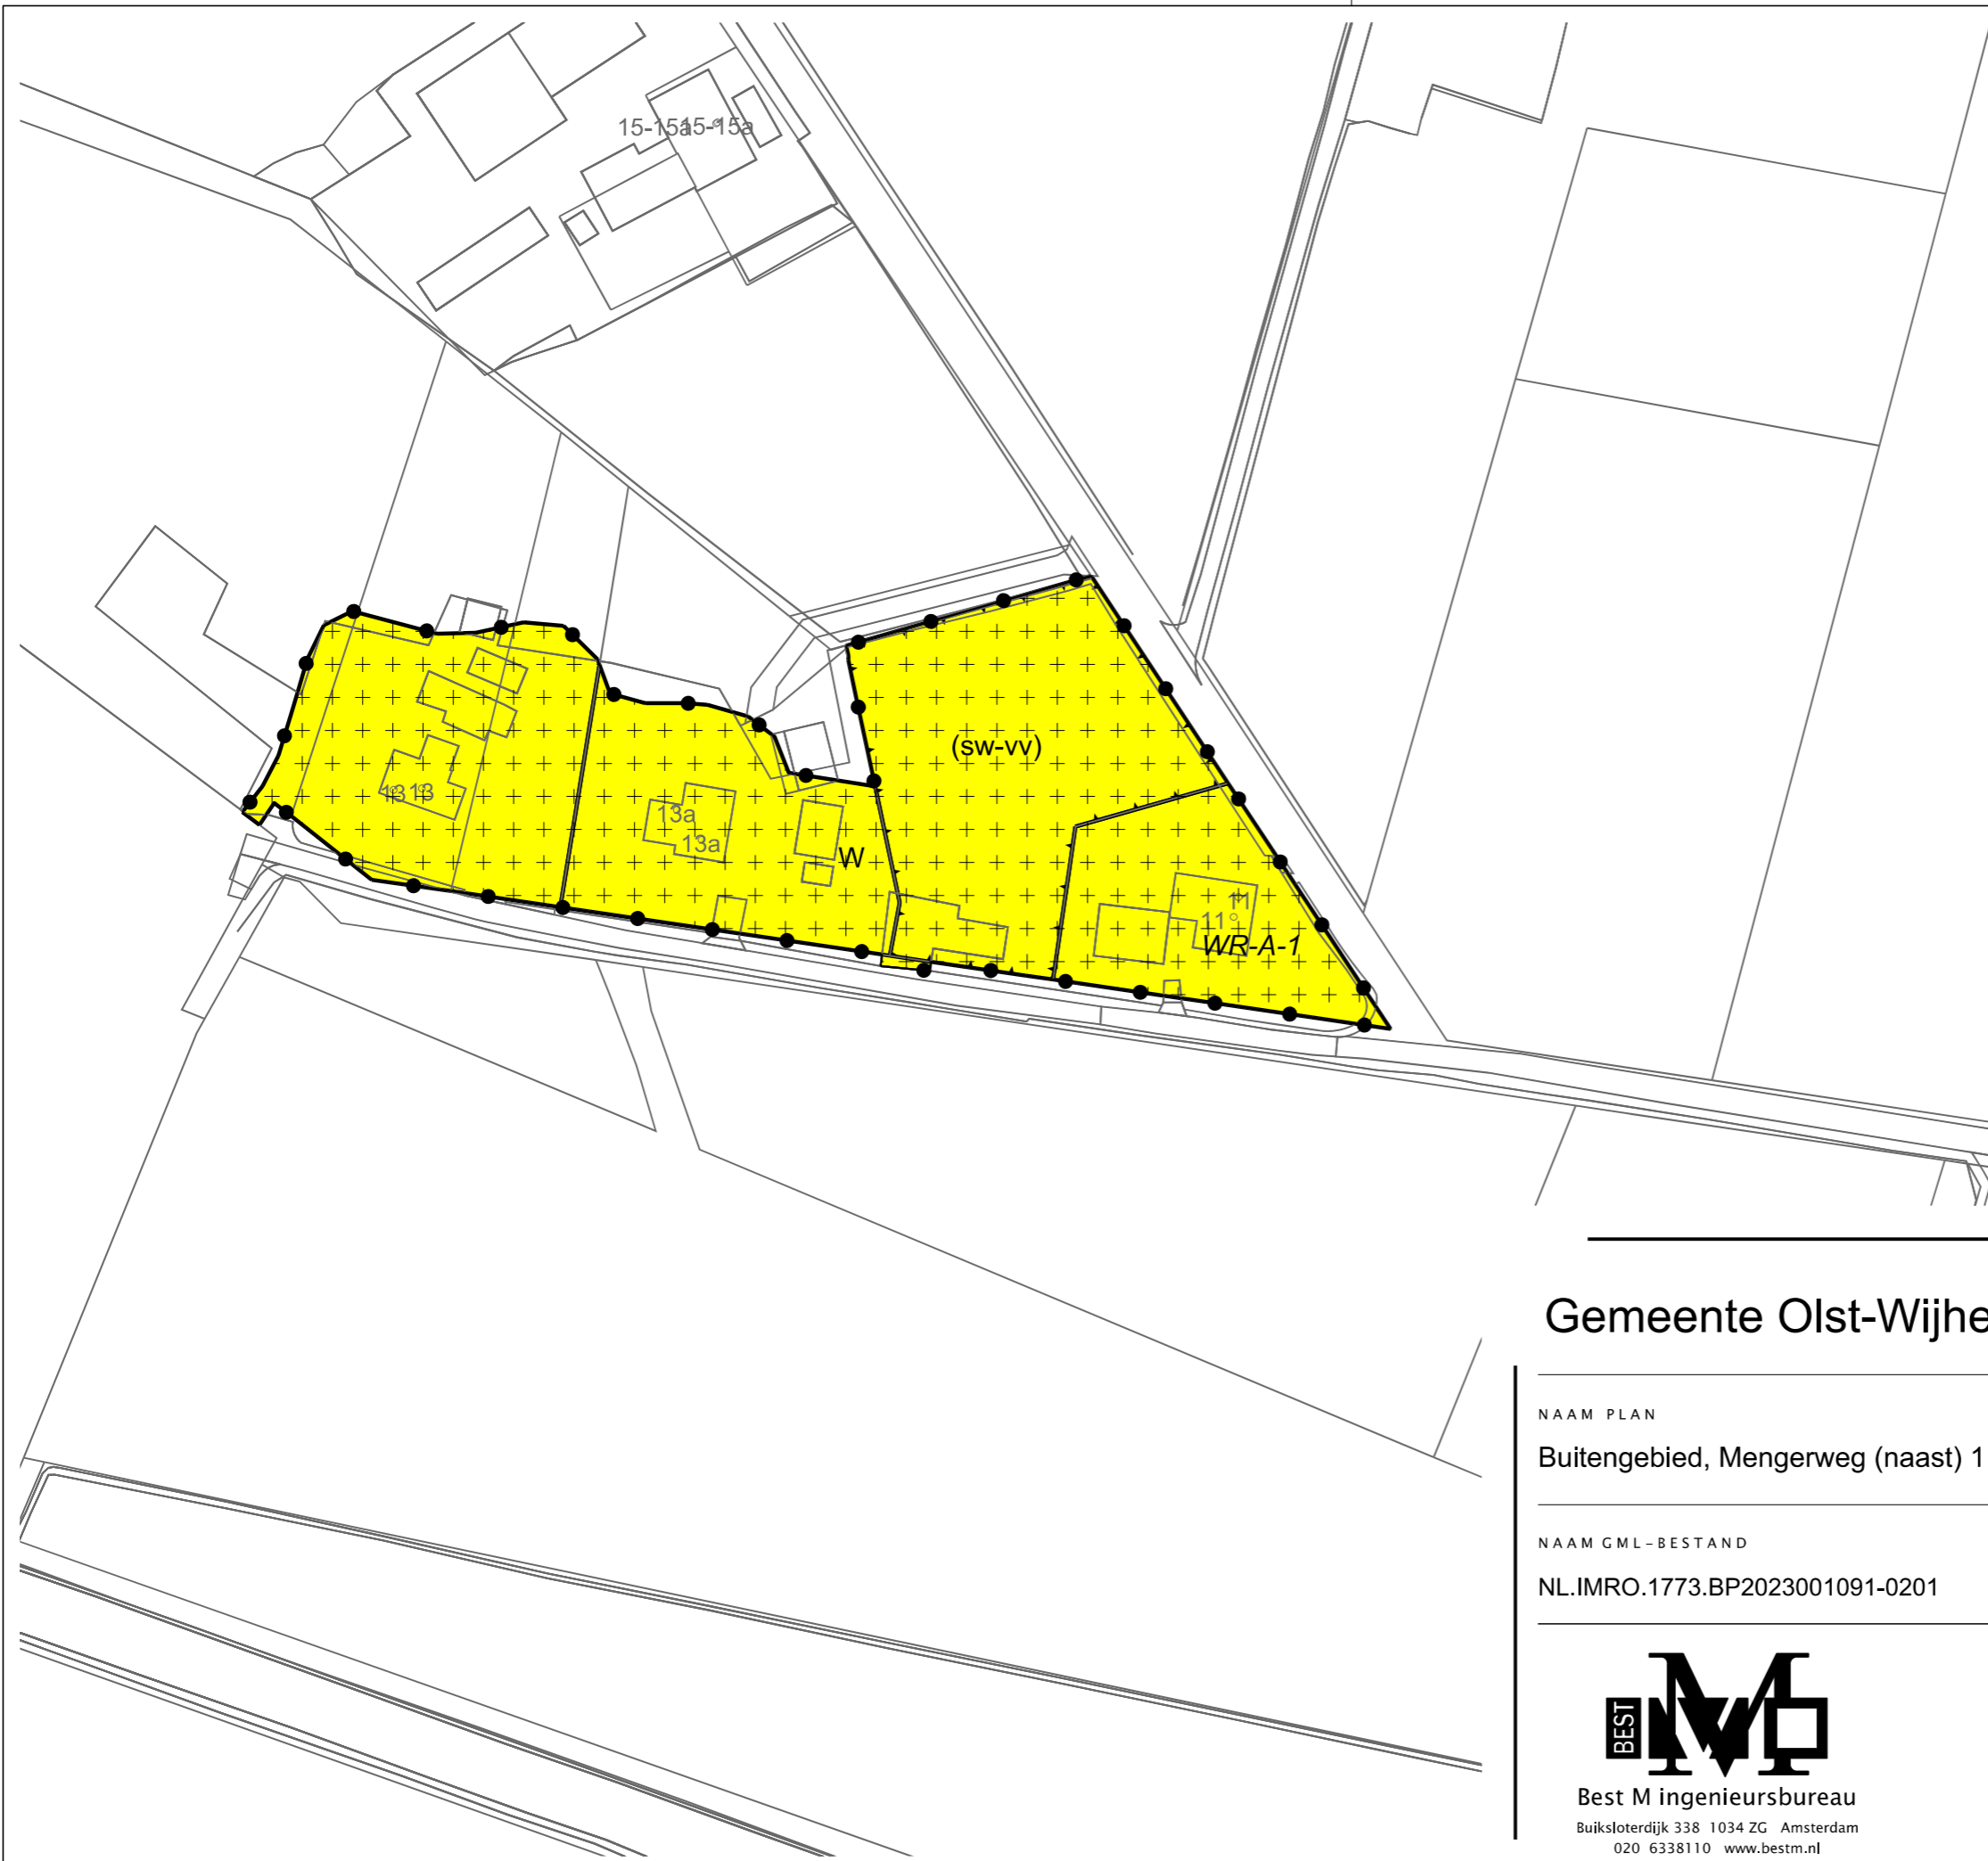 15-15a 15-15a
(sw-vv)
13 13
13a
13a
W
11
11
WR-A-1
Gemeente Olst-Wijhe
NAAM PLAN
Buitengebied, Mengerweg (naast) 1
NAAM GML-BESTAND
NL.IMRO.1773.BP2023001091-0201
BEST
M
Best M ingenieursbureau
Buiksloterdijk 338 1034 ZG Amsterdam
020 6338110 www.bestm.nl